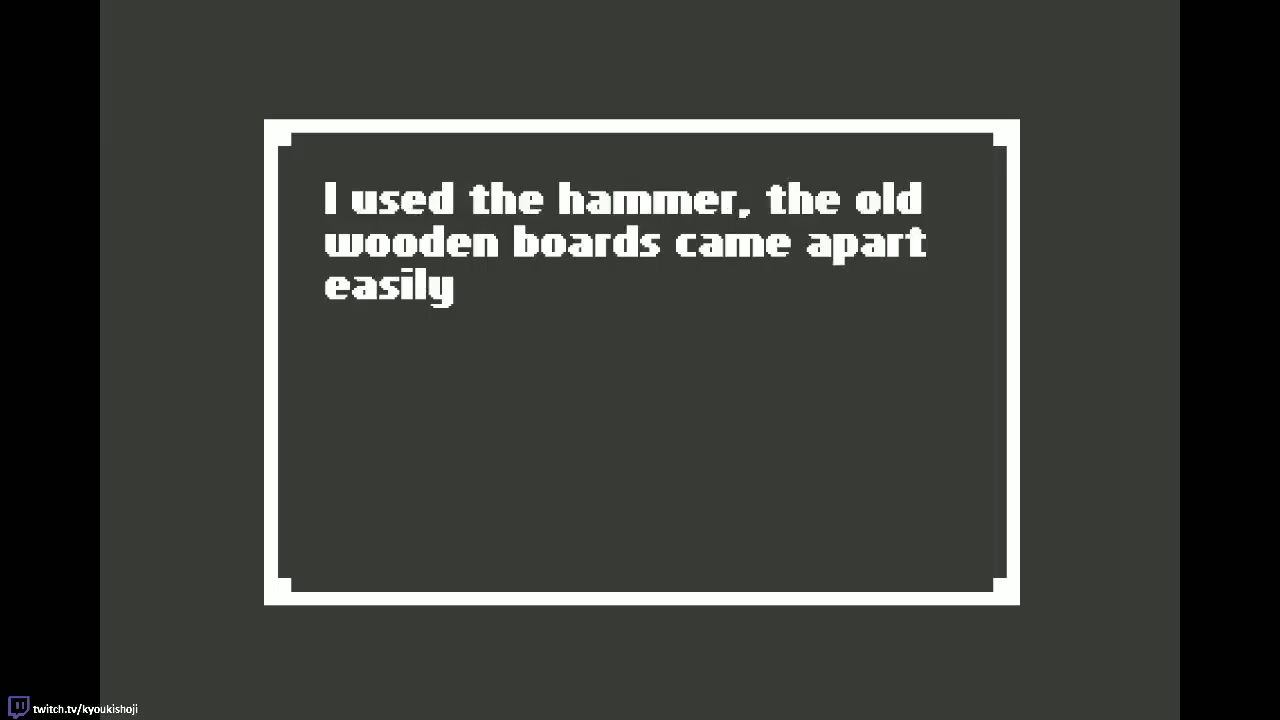 I used the hammer, the old
wooden boards came apart
easily
twitch.tv/kyoukishoji